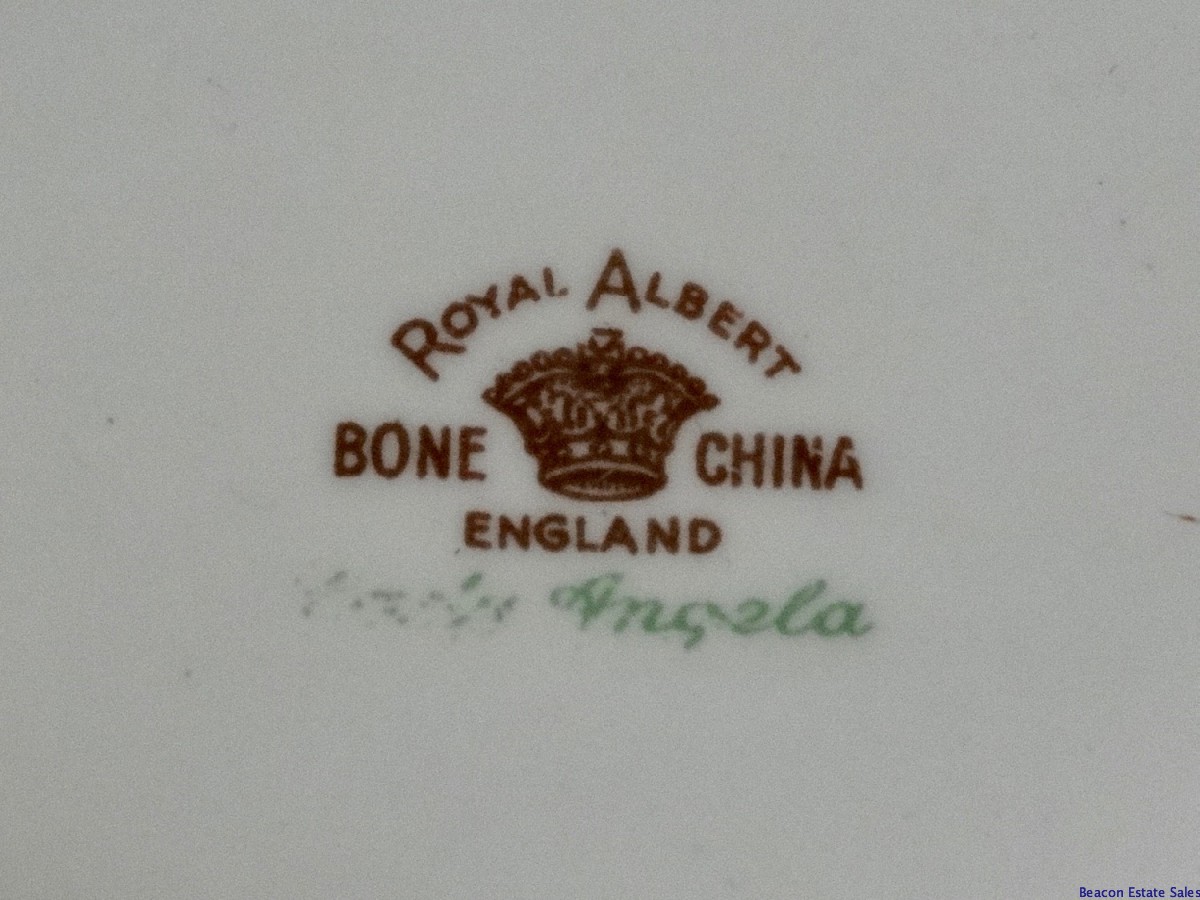 ROYAL ALBERT
BONE CHINA
ENGLAND
Angela
Beacon Estate Sales